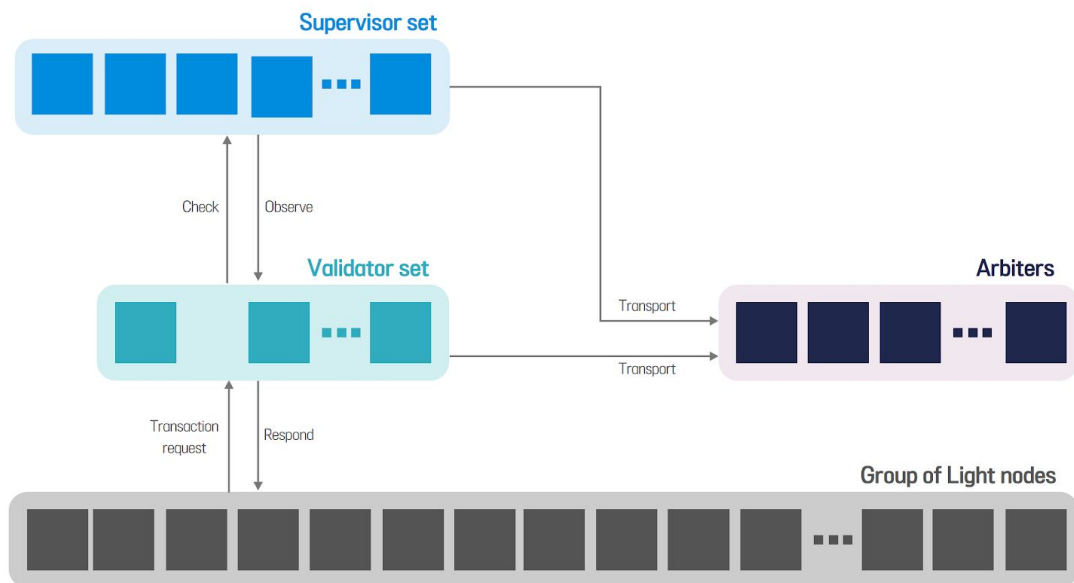 Supervisor set
Check
Observe
Validator set
Arbiters
Transport
Transport
Transaction
request
Respond
Group of Light nodes